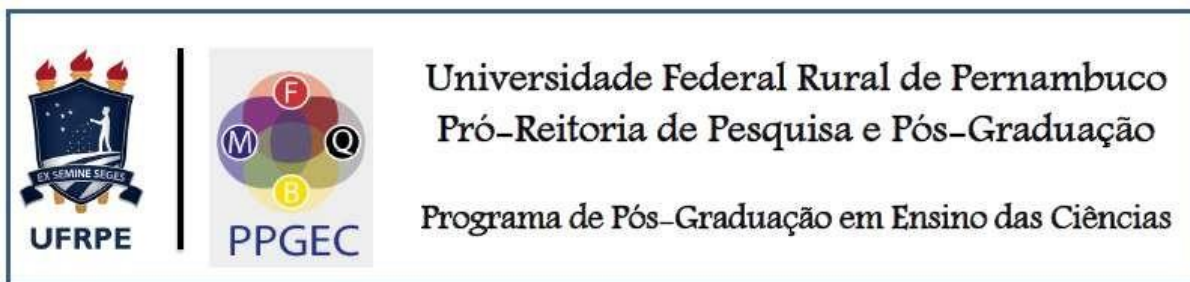 EX SEMINE SEGES
UFRPE
F
M
Q
B
PPGEC
Universidade Federal Rural de Pernambuco
Pró-Reitoria de Pesquisa e Pós-Graduação
Programa de Pós-Graduação em Ensino das Ciências